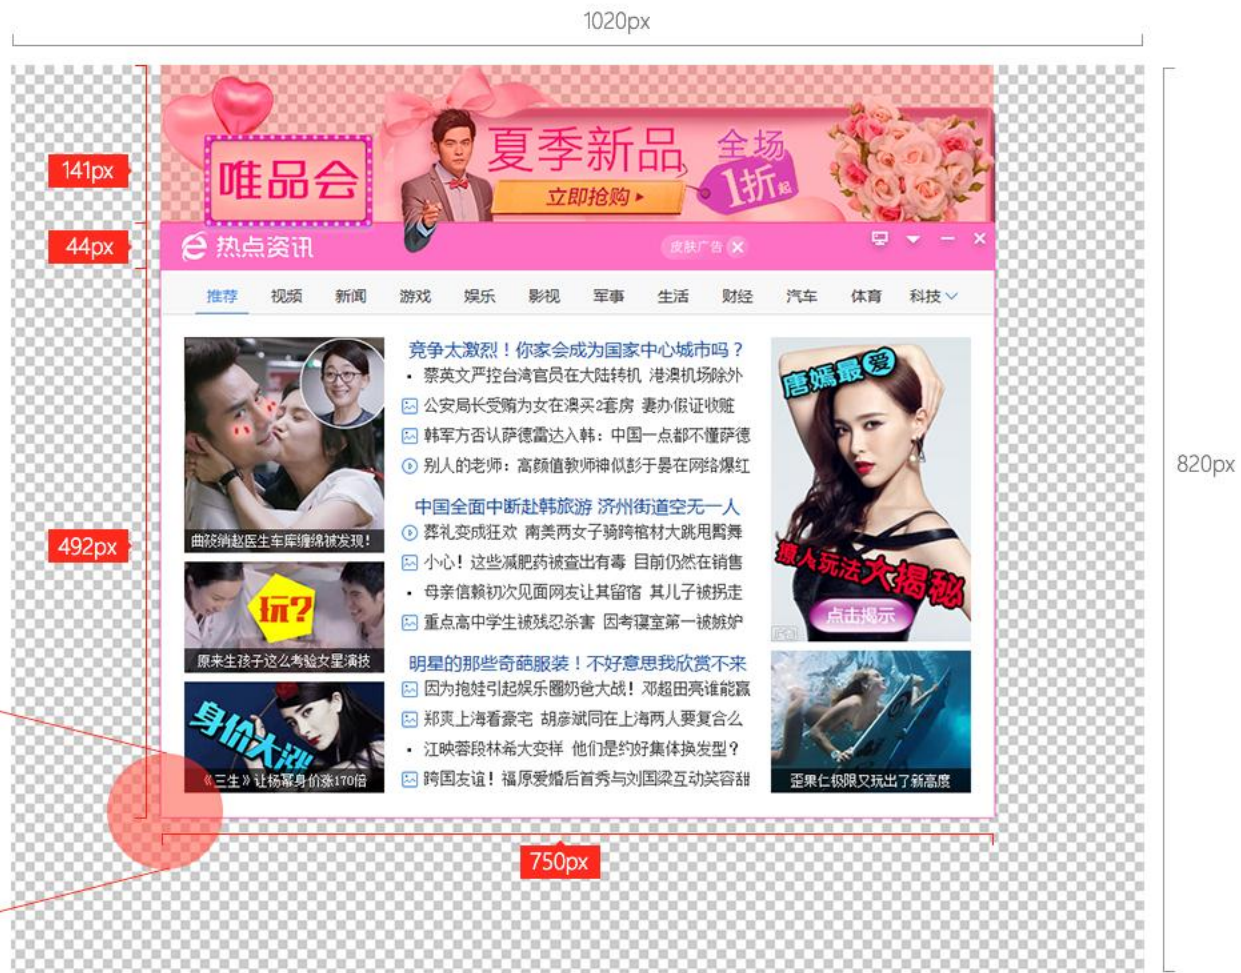 1020px
唯品会
夏季新品
全场
1折起
立即抢购
141px
44px
热点资讯
皮肤广告
推荐 视频 新闻 游戏 娱乐 影视 军事 生活 财经 汽车 体育 科技
竞争太激烈！你家会成为国家中心城市吗？
蔡英文严控台湾官员在大陆转机 港澳机场除外
公安局长受贿为女在澳买2套房 妻办假证收赃
韩军方否认萨德雷达入韩：中国一点都不懂萨德
别人的老师：高颜值教师神似彭于晏在网络爆红
中国全面中断赴韩旅游 济州街道空无一人
葬礼变成狂欢 南美两女子骑跨棺材大跳甩臀舞
小心！这些减肥药被查出有毒 目前仍然在销售
母亲信赖初次见面网友让其留宿 其儿子被拐走
重点高中学生被残忍杀害 因考寝室第一被嫉妒
明星的那些奇葩服装！不好意思我欣赏不来
因为抱娃引起娱乐圈奶爸大战！邓超田亮谁能赢
郑爽上海看豪宅 胡彦斌同在上海两人要复合么
江映蓉段林希大变样 他们是约好集体换发型？
跨国友谊！福原爱婚后首秀与刘国梁互动笑容甜
曲筱绡赵医生车库缠绵被发现！
玩？
原来生孩子这么考验女星演技
身价大涨
《三生》让杨幂身价涨170倍
唐嫣最爱
撩人玩法大揭秘
点击揭示
广告
歪果仁极限又玩出了新高度
492px
820px
750px